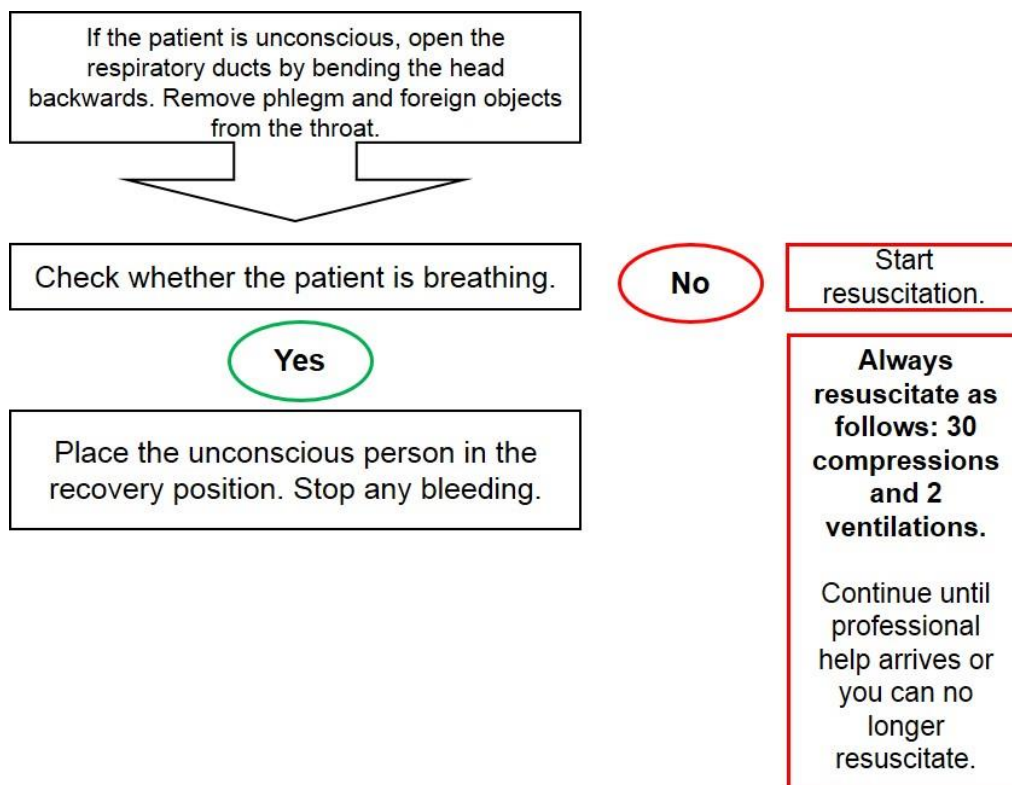 If the patient is unconscious, open the
respiratory ducts by bending the head
backwards. Remove phlegm and foreign objects
from the throat.
Check whether the patient is breathing.
No
Start
resuscitation.
Yes
Place the unconscious person in the
recovery position. Stop any bleeding.
Always
resuscitate as
follows: 30
compressions
and 2
ventilations.
Continue until
professional
help arrives or
you can no
longer
resuscitate.